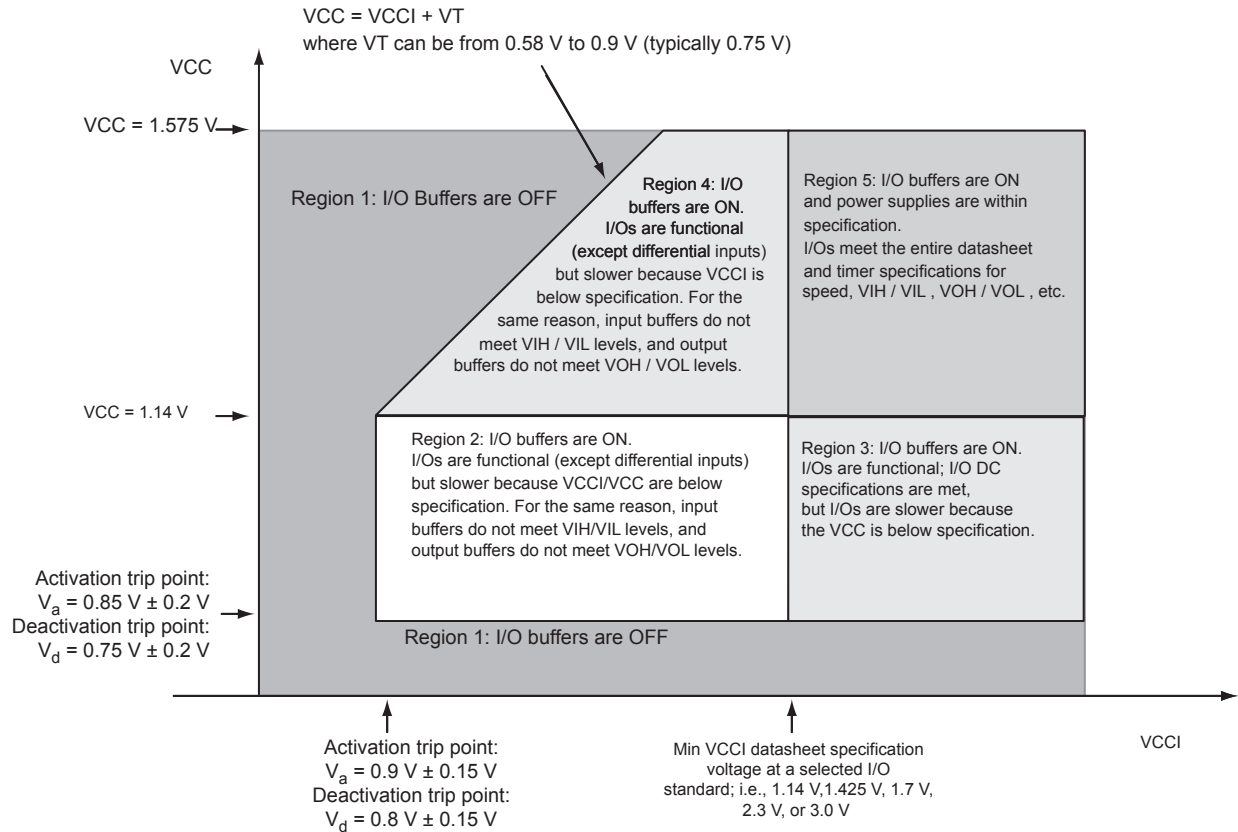 VCC = VCCI + VT
where VT can be from 0.58 V to 0.9 V (typically 0.75 V)
VCC
VCC = 1.575 V
Region 1: I/O Buffers are OFF
Region 4: I/O
buffers are ON.
I/Os are functional
(except differential inputs)
but slower because VCCI is
below specification. For the
same reason, input buffers do not
meet VIH / VIL levels, and output
buffers do not meet VOH / VOL levels.
Region 5: I/O buffers are ON
and power supplies are within
specification.
I/Os meet the entire datasheet
and timer specifications for
speed, VIH / VIL , VOH / VOL , etc.
VCC = 1.14 V
Region 2: I/O buffers are ON.
I/Os are functional (except differential inputs)
but slower because VCCI/VCC are below
specification. For the same reason, input
buffers do not meet VIH/VIL levels, and
output buffers do not meet VOH/VOL levels.
Region 3: I/O buffers are ON.
I/Os are functional; I/O DC
specifications are met,
but I/Os are slower because
the VCC is below specification.
Activation trip point:
Va = 0.85 V ± 0.2 V
Deactivation trip point:
Vd = 0.75 V ± 0.2 V
Region 1: I/O buffers are OFF
Activation trip point:
Va = 0.9 V ± 0.15 V
Deactivation trip point:
Vd = 0.8 V ± 0.15 V
Min VCCI datasheet specification
voltage at a selected I/O
standard; i.e., 1.14 V,1.425 V, 1.7 V,
2.3 V, or 3.0 V
VCCI